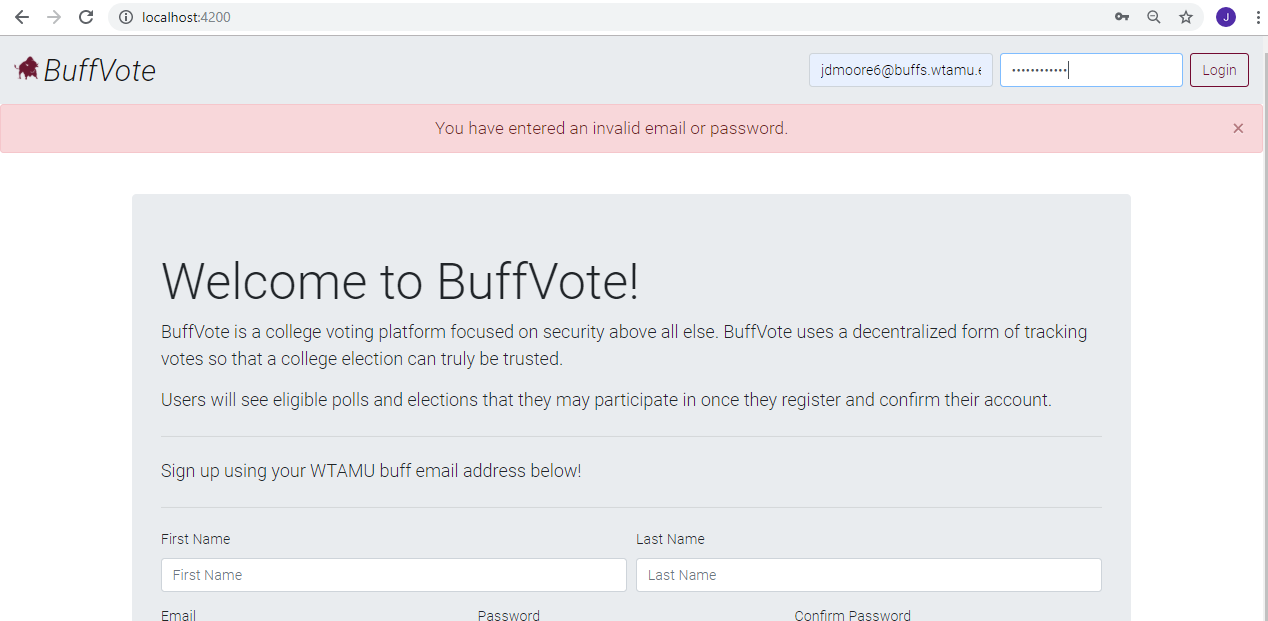 localhost:4200
J
BuffVote
jdmoore6@buffs.wtamu.e
••••••••••••
Login
You have entered an invalid email or password.
×
Welcome to BuffVote!
BuffVote is a college voting platform focused on security above all else. BuffVote uses a decentralized form of tracking
votes so that a college election can truly be trusted.
Users will see eligible polls and elections that they may participate in once they register and confirm their account.
Sign up using your WTAMU buff email address below!
First Name Last Name
First Name Last Name
Email Password Confirm Password